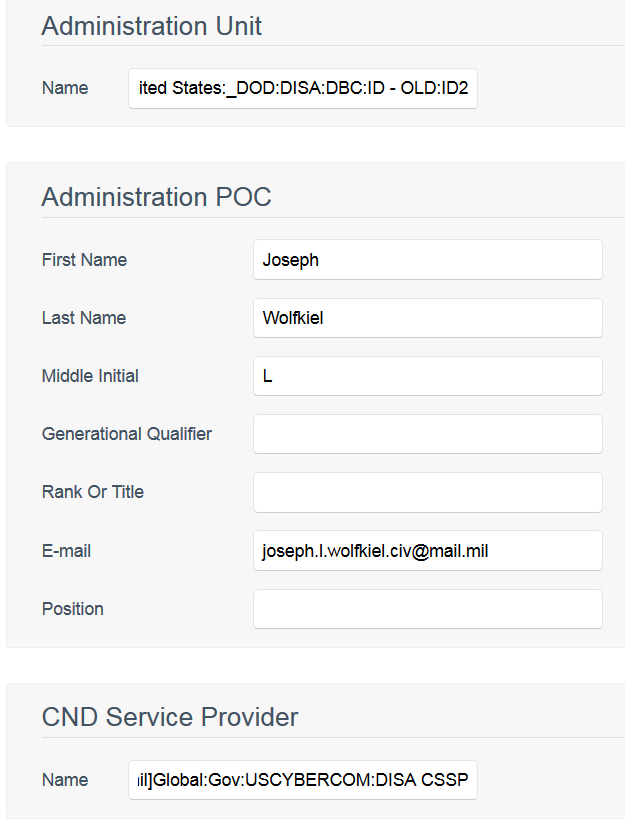 Administration Unit
Name ited States:_DOD:DISA:DBC:ID - OLD:ID2
Administration POC
First Name Joseph
Last Name Wolfkiel
Middle Initial L
Generational Qualifier
Rank Or Title
E-mail joseph.l.wolfkiel.civ@mail.mil
Position
CND Service Provider
Name il]Global:Gov:USCYBERCOM:DISA CSSP